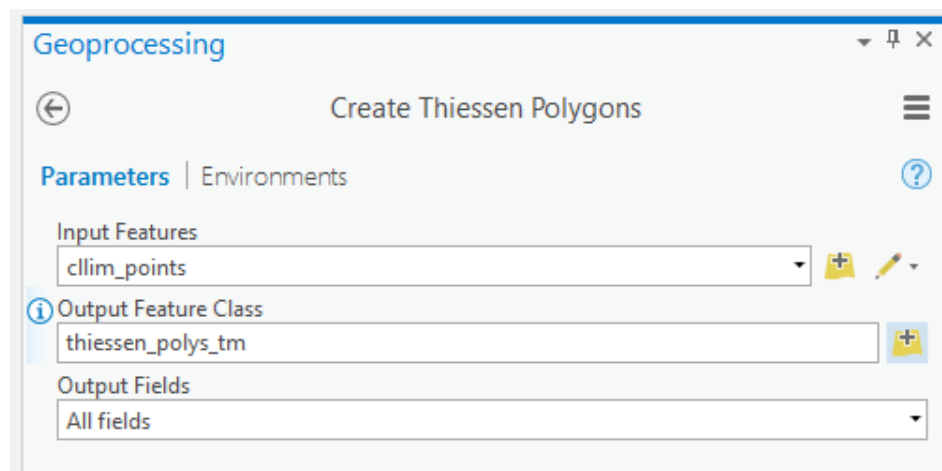 Geoprocessing
Create Thiessen Polygons
Parameters | Environments
Input Features
cllim_points
Output Feature Class
thiessen_polys_tm
Output Fields
All fields